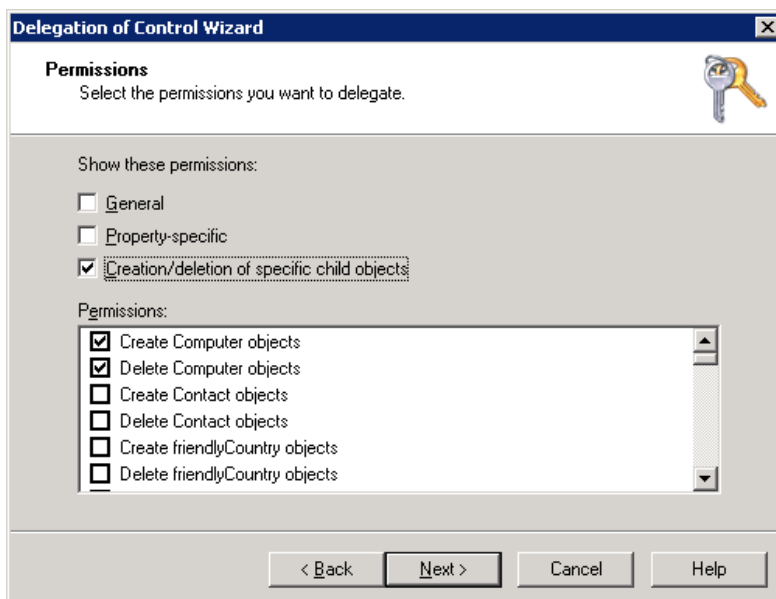 Delegation of Control Wizard
Permissions
Select the permissions you want to delegate.
Show these permissions:
General
Property-specific
Creation/deletion of specific child objects
Permissions:
Create Computer objects
Delete Computer objects
Create Contact objects
Delete Contact objects
Create friendlyCountry objects
Delete friendlyCountry objects
< Back Next > Cancel Help